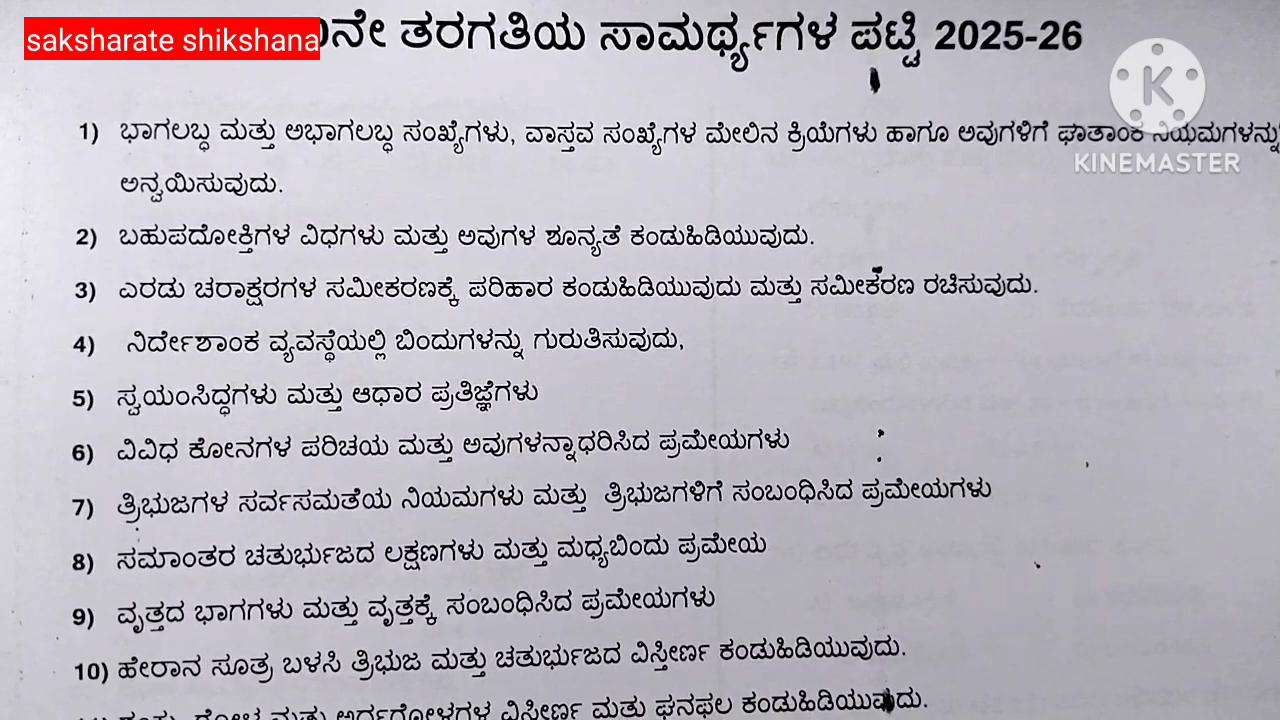 saksharate shikshana
ನೇ ತರಗತಿಯ ಸಾಮರ್ಥ್ಯಗಳ ಪಟ್ಟಿ 2025-26
KINEMASTER
1) ಭಾಗಲಬ್ಧ ಮತ್ತು ಅಭಾಗಲಬ್ಧ ಸಂಖ್ಯೆಗಳು, ವಾಸ್ತವ ಸಂಖ್ಯೆಗಳ ಮೇಲಿನ ಕ್ರಿಯೆಗಳು ಹಾಗೂ ಅವುಗಳಿಗೆ ಘಾತಾಂಕ ನಿಯಮಗಳನ್ನು
ಅನ್ವಯಿಸುವುದು.
2) ಬಹುಪದೋಕ್ತಿಗಳ ವಿಧಗಳು ಮತ್ತು ಅವುಗಳ ಶೂನ್ಯತೆ ಕಂಡುಹಿಡಿಯುವುದು.
3) ಎರಡು ಚರಾಕ್ಷರಗಳ ಸಮೀಕರಣಕ್ಕೆ ಪರಿಹಾರ ಕಂಡುಹಿಡಿಯುವುದು ಮತ್ತು ಸಮೀಕರಣ ರಚಿಸುವುದು.
4) ನಿರ್ದೇಶಾಂಕ ವ್ಯವಸ್ಥೆಯಲ್ಲಿ ಬಿಂದುಗಳನ್ನು ಗುರುತಿಸುವುದು,
5) ಸ್ವಯಂಸಿದ್ಧಗಳು ಮತ್ತು ಆಧಾರ ಪ್ರತಿಜ್ಞೆಗಳು
6) ವಿವಿಧ ಕೋನಗಳ ಪರಿಚಯ ಮತ್ತು ಅವುಗಳನ್ನಾಧರಿಸಿದ ಪ್ರಮೇಯಗಳು
7) ತ್ರಿಭುಜಗಳ ಸರ್ವಸಮತೆಯ ನಿಯಮಗಳು ಮತ್ತು ತ್ರಿಭುಜಗಳಿಗೆ ಸಂಬಂಧಿಸಿದ ಪ್ರಮೇಯಗಳು
8) ಸಮಾಂತರ ಚತುರ್ಭುಜದ ಲಕ್ಷಣಗಳು ಮತ್ತು ಮಧ್ಯಬಿಂದು ಪ್ರಮೇಯ
9) ವೃತ್ತದ ಭಾಗಗಳು ಮತ್ತು ವೃತ್ತಕ್ಕೆ ಸಂಬಂಧಿಸಿದ ಪ್ರಮೇಯಗಳು
10) ಹೇರಾನ ಸೂತ್ರ ಬಳಸಿ ತ್ರಿಭುಜ ಮತ್ತು ಚತುರ್ಭುಜದ ವಿಸ್ತೀರ್ಣ ಕಂಡುಹಿಡಿಯುವುದು.
ಗೋಳ ಮತ್ತು ಅರ್ಧಗೋಳಗಳ ವಿಸ್ತೀರ್ಣ ಮತ್ತು ಘನಫಲ ಕಂಡುಹಿಡಿಯುವುದು.